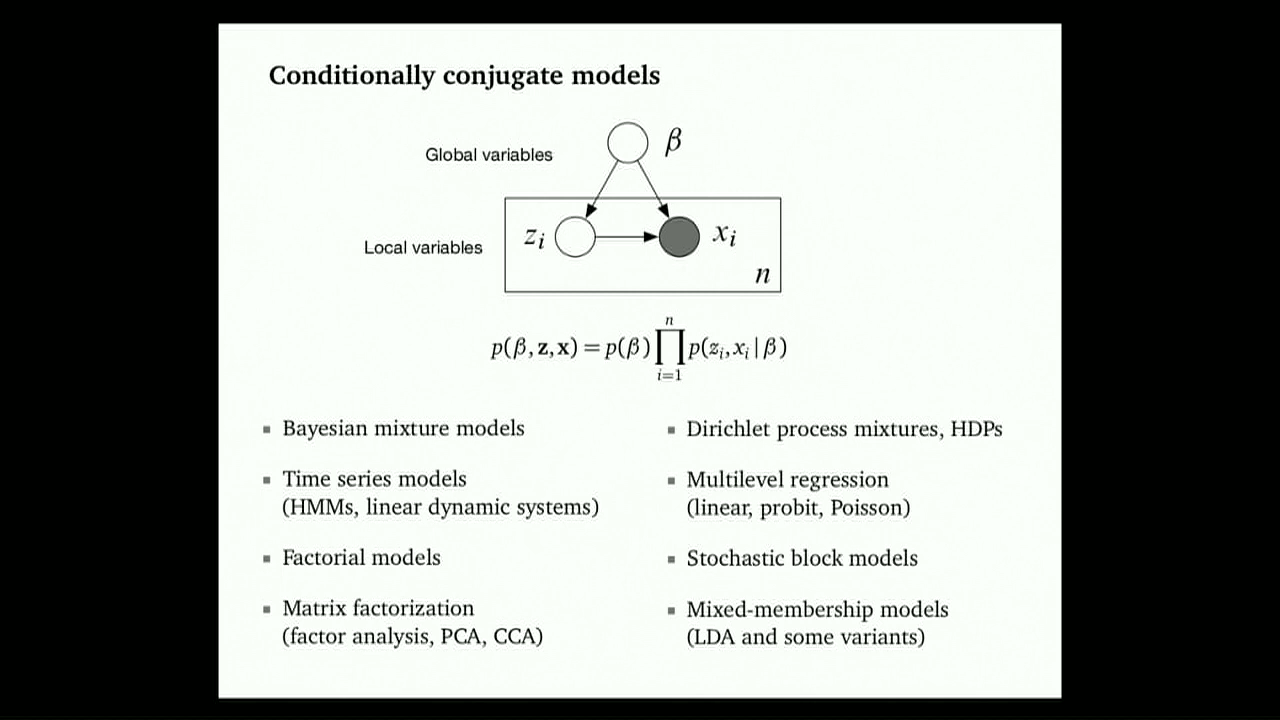 Conditionally conjugate models
Global variables
β
Local variables
z_i
x_i
n
p(β, z, x) = p(β) ∏_{i=1}^{n} p(z_i, x_i | β)
▪ Bayesian mixture models
▪ Time series models
(HMMs, linear dynamic systems)
▪ Factorial models
▪ Matrix factorization
(factor analysis, PCA, CCA)
▪ Dirichlet process mixtures, HDPs
▪ Multilevel regression
(linear, probit, Poisson)
▪ Stochastic block models
▪ Mixed-membership models
(LDA and some variants)